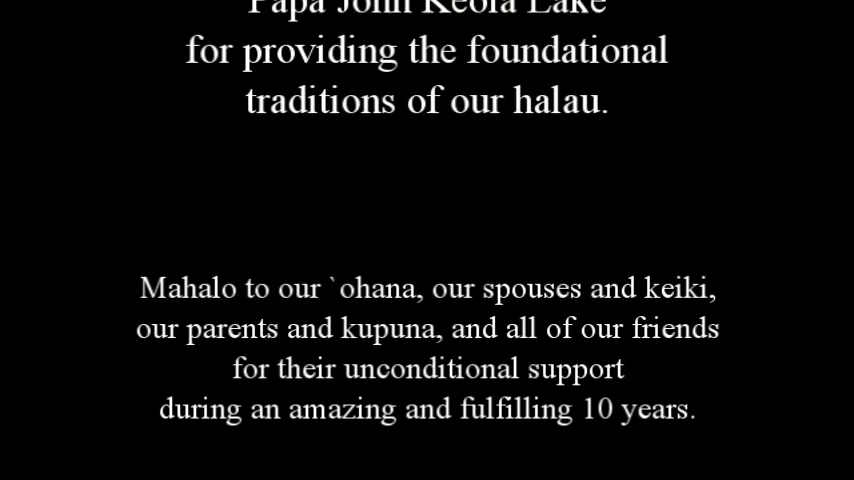 Papa John Keola Lake
for providing the foundational
traditions of our halau.
Mahalo to our `ohana, our spouses and keiki,
our parents and kupuna, and all of our friends
for their unconditional support
during an amazing and fulfilling 10 years.